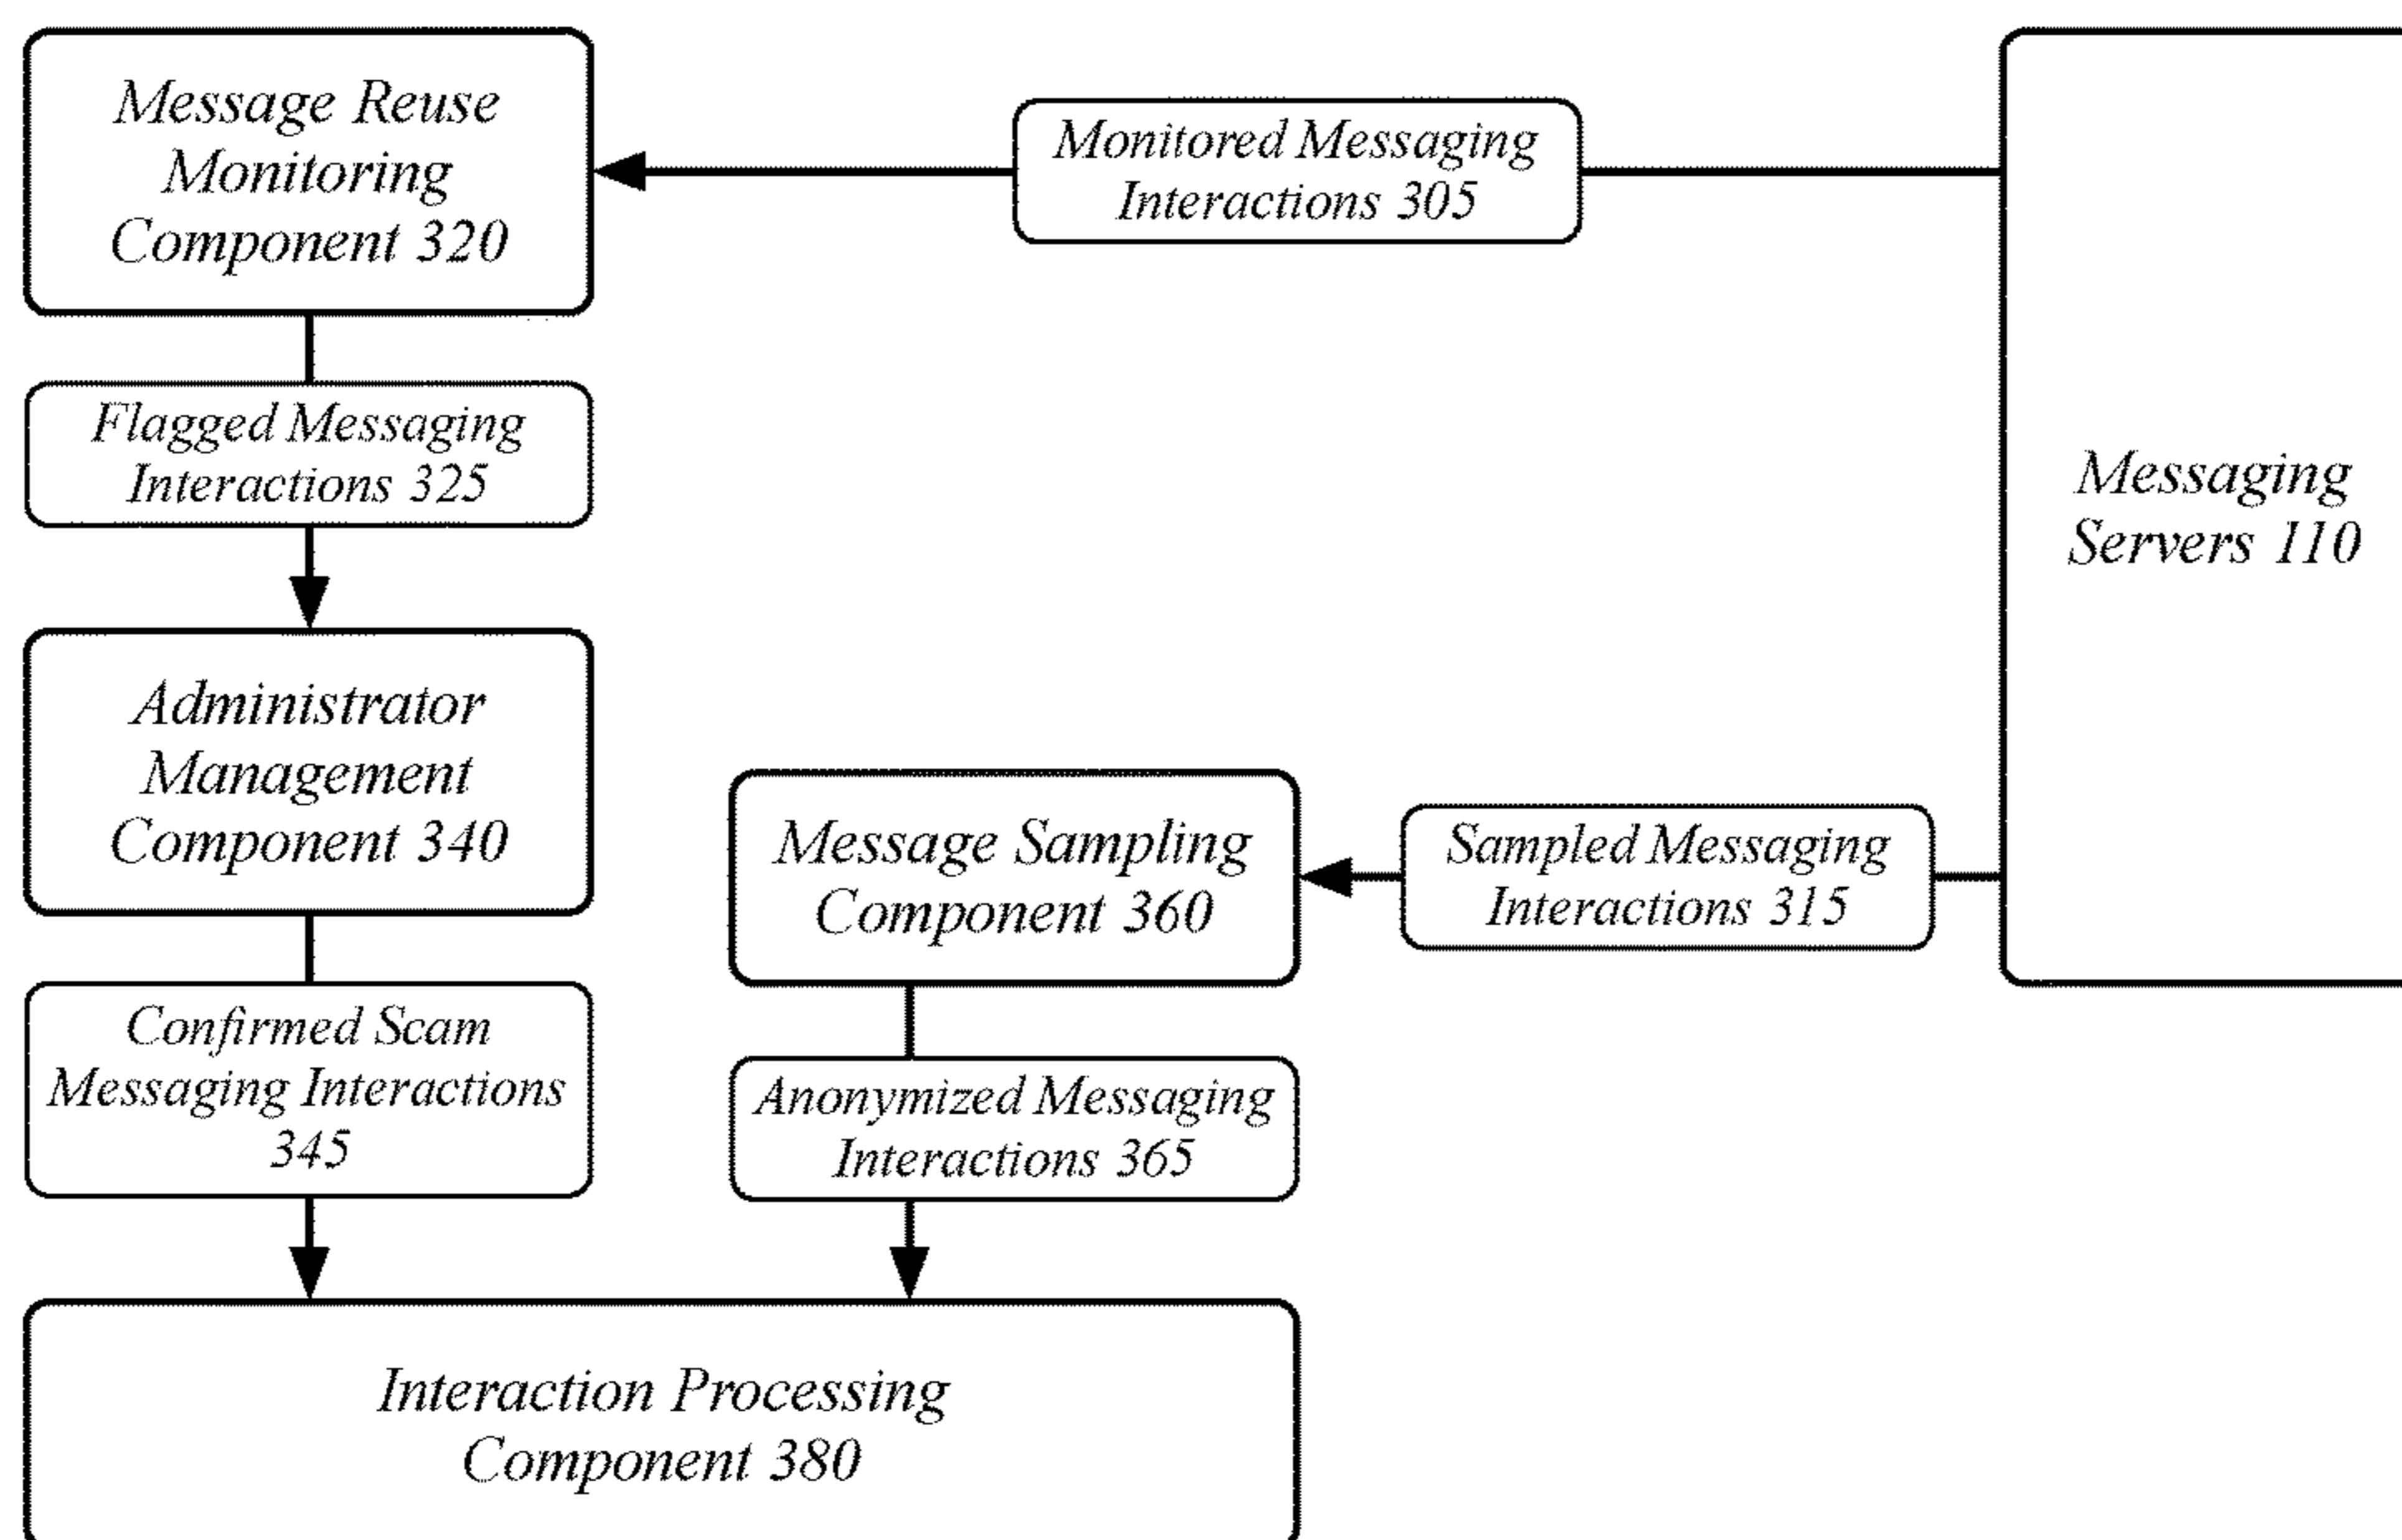 Message Reuse
Monitoring
Component 320
Monitored Messaging
Interactions 305
Messaging
Servers 110
Flagged Messaging
Interactions 325
Administrator
Management
Component 340
Message Sampling
Component 360
Sampled Messaging
Interactions 315
Confirmed Scam
Messaging Interactions
345
Anonymized Messaging
Interactions 365
Interaction Processing
Component 380